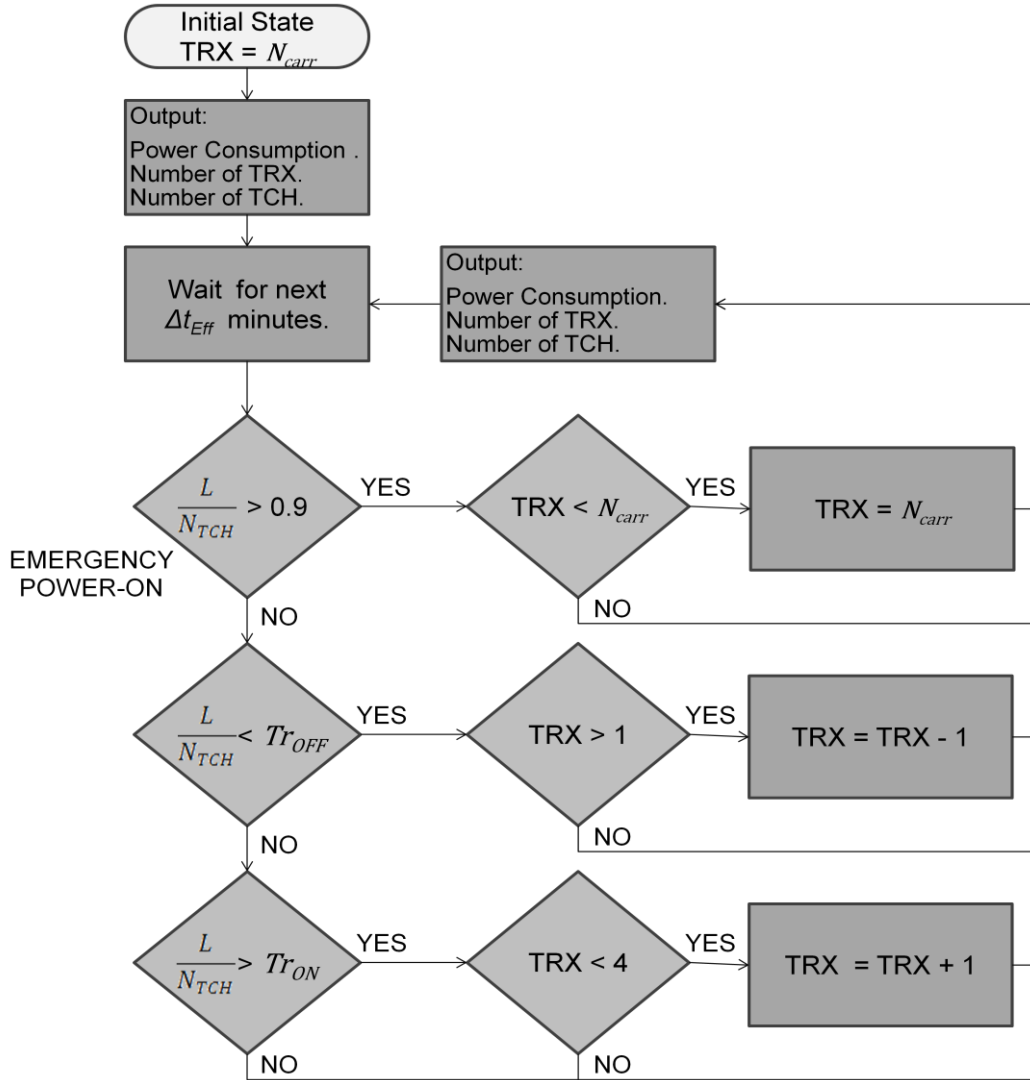 Initial State
TRX = N_carr
Output:
Power Consumption .
Number of TRX.
Number of TCH.
Wait for next
Δt_Eff minutes.
Output:
Power Consumption.
Number of TRX.
Number of TCH.
L/N_TCH > 0.9
YES
TRX < N_carr
YES
TRX = N_carr
EMERGENCY
POWER-ON
NO
NO
L/N_TCH < Tr_OFF
YES
TRX > 1
YES
TRX = TRX - 1
NO
NO
L/N_TCH > Tr_ON
YES
TRX < 4
YES
TRX = TRX + 1
NO
NO